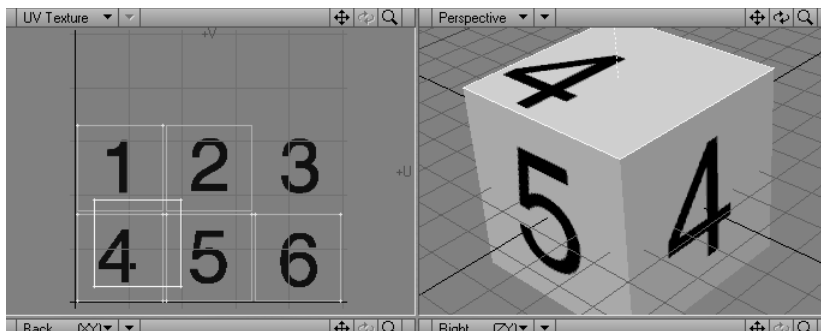 UV Texture
Perspective
+V
1 2 3
+U
4 5 6
4
5 4
Back (XY)
Right (ZY)